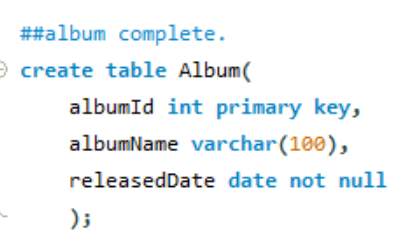 ##album complete.
create table Album(
albumId int primary key,
albumName varchar(100),
releasedDate date not null
);